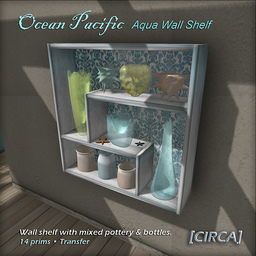 Ocean Pacific Aqua Wall Shelf
Wall shelf with mixed pottery & bottles.
14 prims • Transfer
[CIRCA]